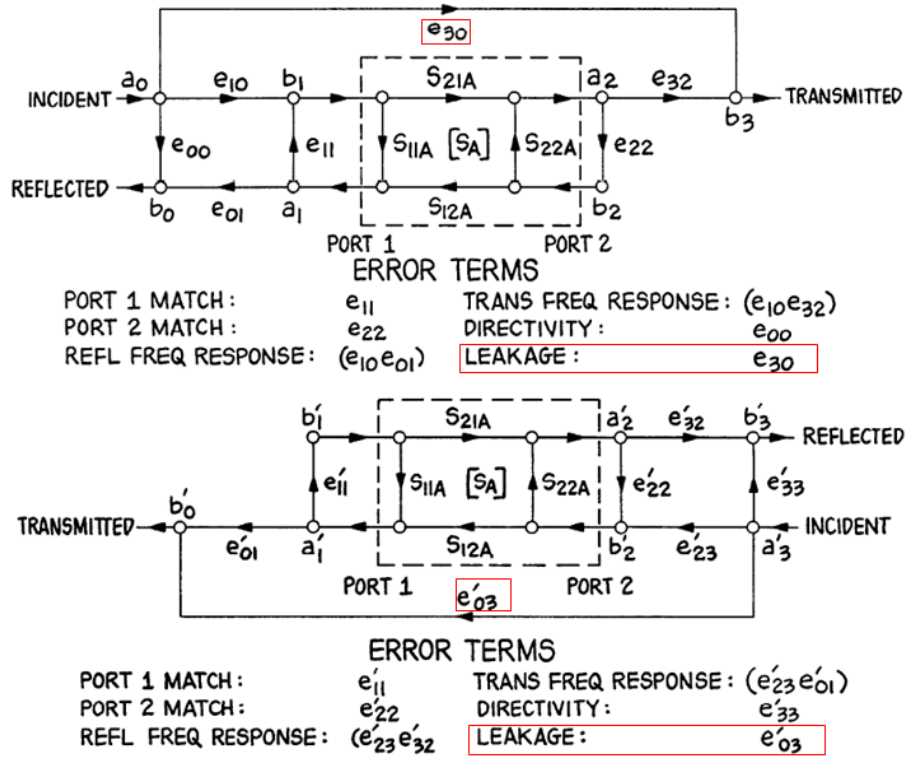 e30
a0 e10 b1 S21A a2 e32
INCIDENT TRANSMITTED
b3
e00 e11 S11A [SA] S22A e22
REFLECTED
b0 e01 a1 S12A b2
PORT 1 PORT 2
ERROR TERMS
PORT 1 MATCH: e11 TRANS FREQ RESPONSE: (e10e32)
PORT 2 MATCH: e22 DIRECTIVITY: e00
REFL FREQ RESPONSE: (e10e01) LEAKAGE: e30
b'1 S21A a'2 e'32 b'3
REFLECTED
e'11 S11A [SA] S22A e'22 e'33
b'0
TRANSMITTED INCIDENT
e'01 a'1 S12A b'2 e'23 a'3
PORT 1 e'03 PORT 2
ERROR TERMS
PORT 1 MATCH: e'11 TRANS FREQ RESPONSE: (e'23e'01)
PORT 2 MATCH: e'22 DIRECTIVITY: e'33
REFL FREQ RESPONSE: (e'23e'32 LEAKAGE: e'03